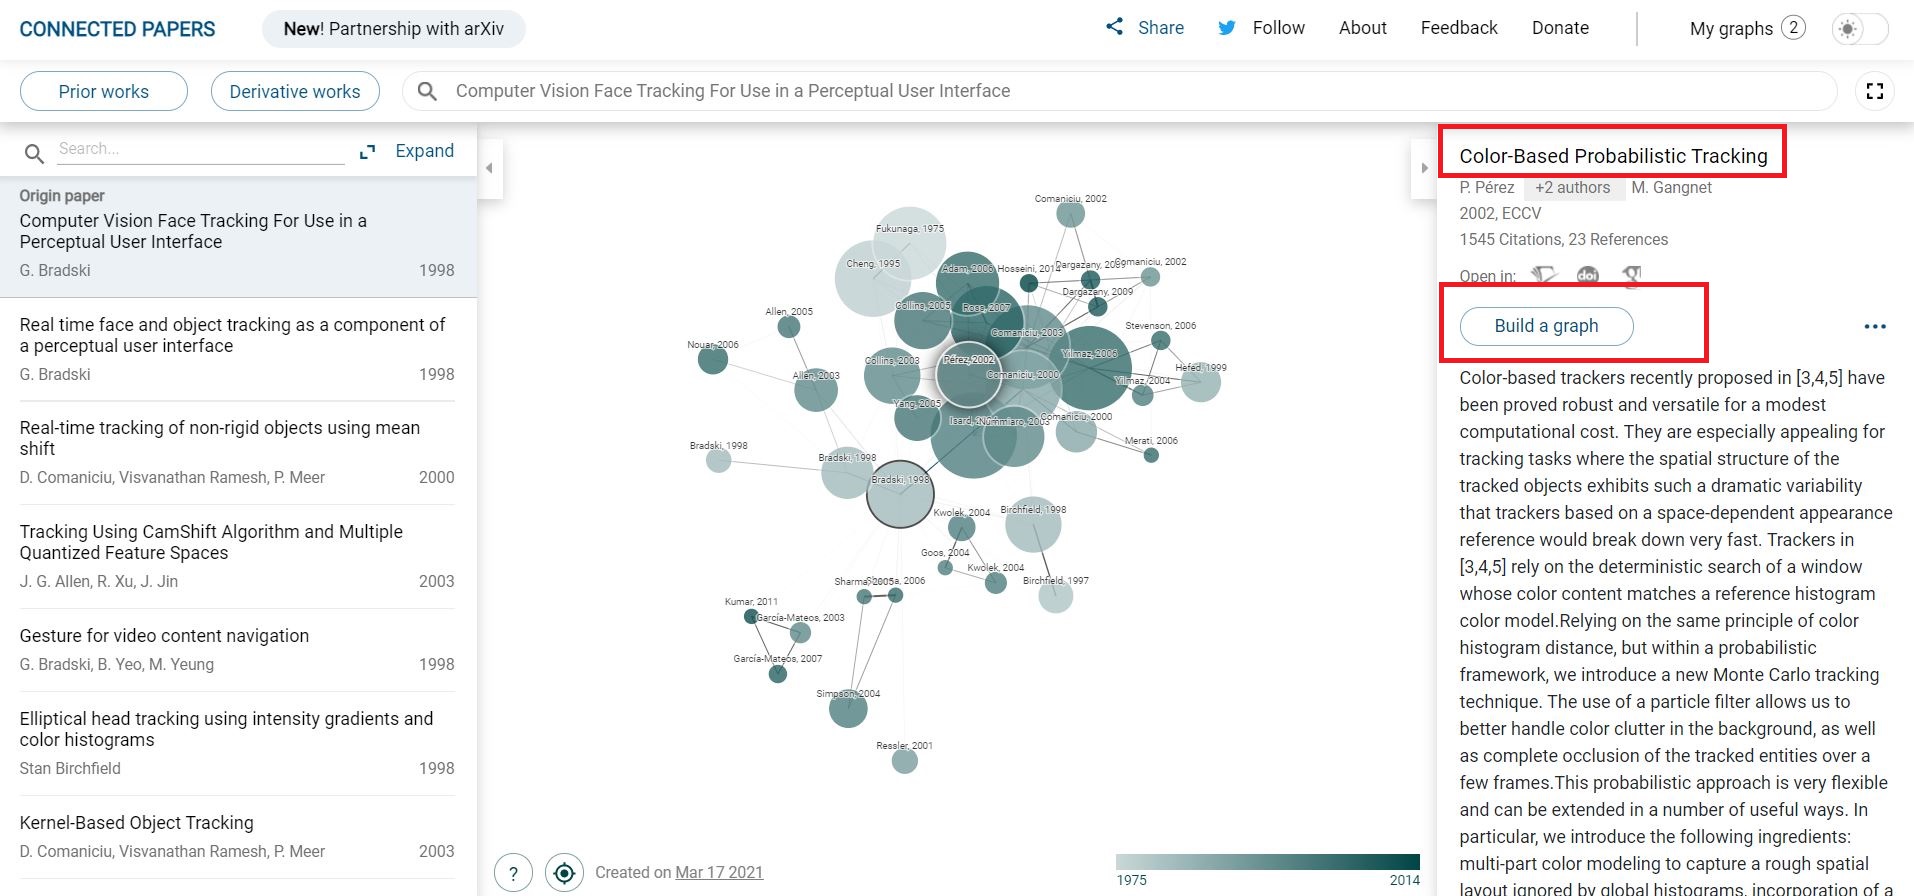 CONNECTED PAPERS
New! Partnership with arXiv
Share
Follow
About
Feedback
Donate
My graphs 2
Prior works
Derivative works
Computer Vision Face Tracking For Use in a Perceptual User Interface
Search...
Expand
Origin paper
Computer Vision Face Tracking For Use in a
Perceptual User Interface
G. Bradski 1998
Real time face and object tracking as a component of
a perceptual user interface
G. Bradski 1998
Real-time tracking of non-rigid objects using mean
shift
D. Comaniciu, Visvanathan Ramesh, P. Meer 2000
Tracking Using CamShift Algorithm and Multiple
Quantized Feature Spaces
J. G. Allen, R. Xu, J. Jin 2003
Gesture for video content navigation
G. Bradski, B. Yeo, M. Yeung 1998
Elliptical head tracking using intensity gradients and
color histograms
Stan Birchfield 1998
Kernel-Based Object Tracking
D. Comaniciu, Visvanathan Ramesh, P. Meer 2003
Comaniciu, 2002
Fukunaga, 1975
Cheng, 1995
Adam, 2006
Hosseini, 2014
Dargazany, 2009
Comaniciu, 2002
Dargazany, 2009
Collins, 2005
Ross, 2007
Allen, 2005
Comaniciu, 2003
Stevenson, 2006
Nouar, 2006
Collins, 2003
Pérez, 2002
Yilmaz, 2006
Hefed, 1999
Allen, 2003
Comaniciu, 2000
Yilmaz, 2004
Yang, 2005
Isard,
Nummiaro, 2003
Comaniciu, 2000
Merati, 2006
Bradski, 1998
Bradski, 1998
Bradski, 1998
Kwolek, 2004
Birchfield, 1998
Goos, 2004
Kwolek, 2004
Birchfield, 1997
Sharma, 2005
2006
Kumar, 2011
García-Mateos, 2003
García-Mateos, 2007
Simpson, 2004
Ressler, 2001
?
Created on Mar 17 2021
1975 2014
Color-Based Probabilistic Tracking
P. Pérez +2 authors M. Gangnet
2002, ECCV
1545 Citations, 23 References
Open in: doi
Build a graph
Color-based trackers recently proposed in [3,4,5] have
been proved robust and versatile for a modest
computational cost. They are especially appealing for
tracking tasks where the spatial structure of the
tracked objects exhibits such a dramatic variability
that trackers based on a space-dependent appearance
reference would break down very fast. Trackers in
[3,4,5] rely on the deterministic search of a window
whose color content matches a reference histogram
color model.Relying on the same principle of color
histogram distance, but within a probabilistic
framework, we introduce a new Monte Carlo tracking
technique. The use of a particle filter allows us to
better handle color clutter in the background, as well
as complete occlusion of the tracked entities over a
few frames.This probabilistic approach is very flexible
and can be extended in a number of useful ways. In
particular, we introduce the following ingredients:
multi-part color modeling to capture a rough spatial
layout ignored by global histograms, incorporation of a